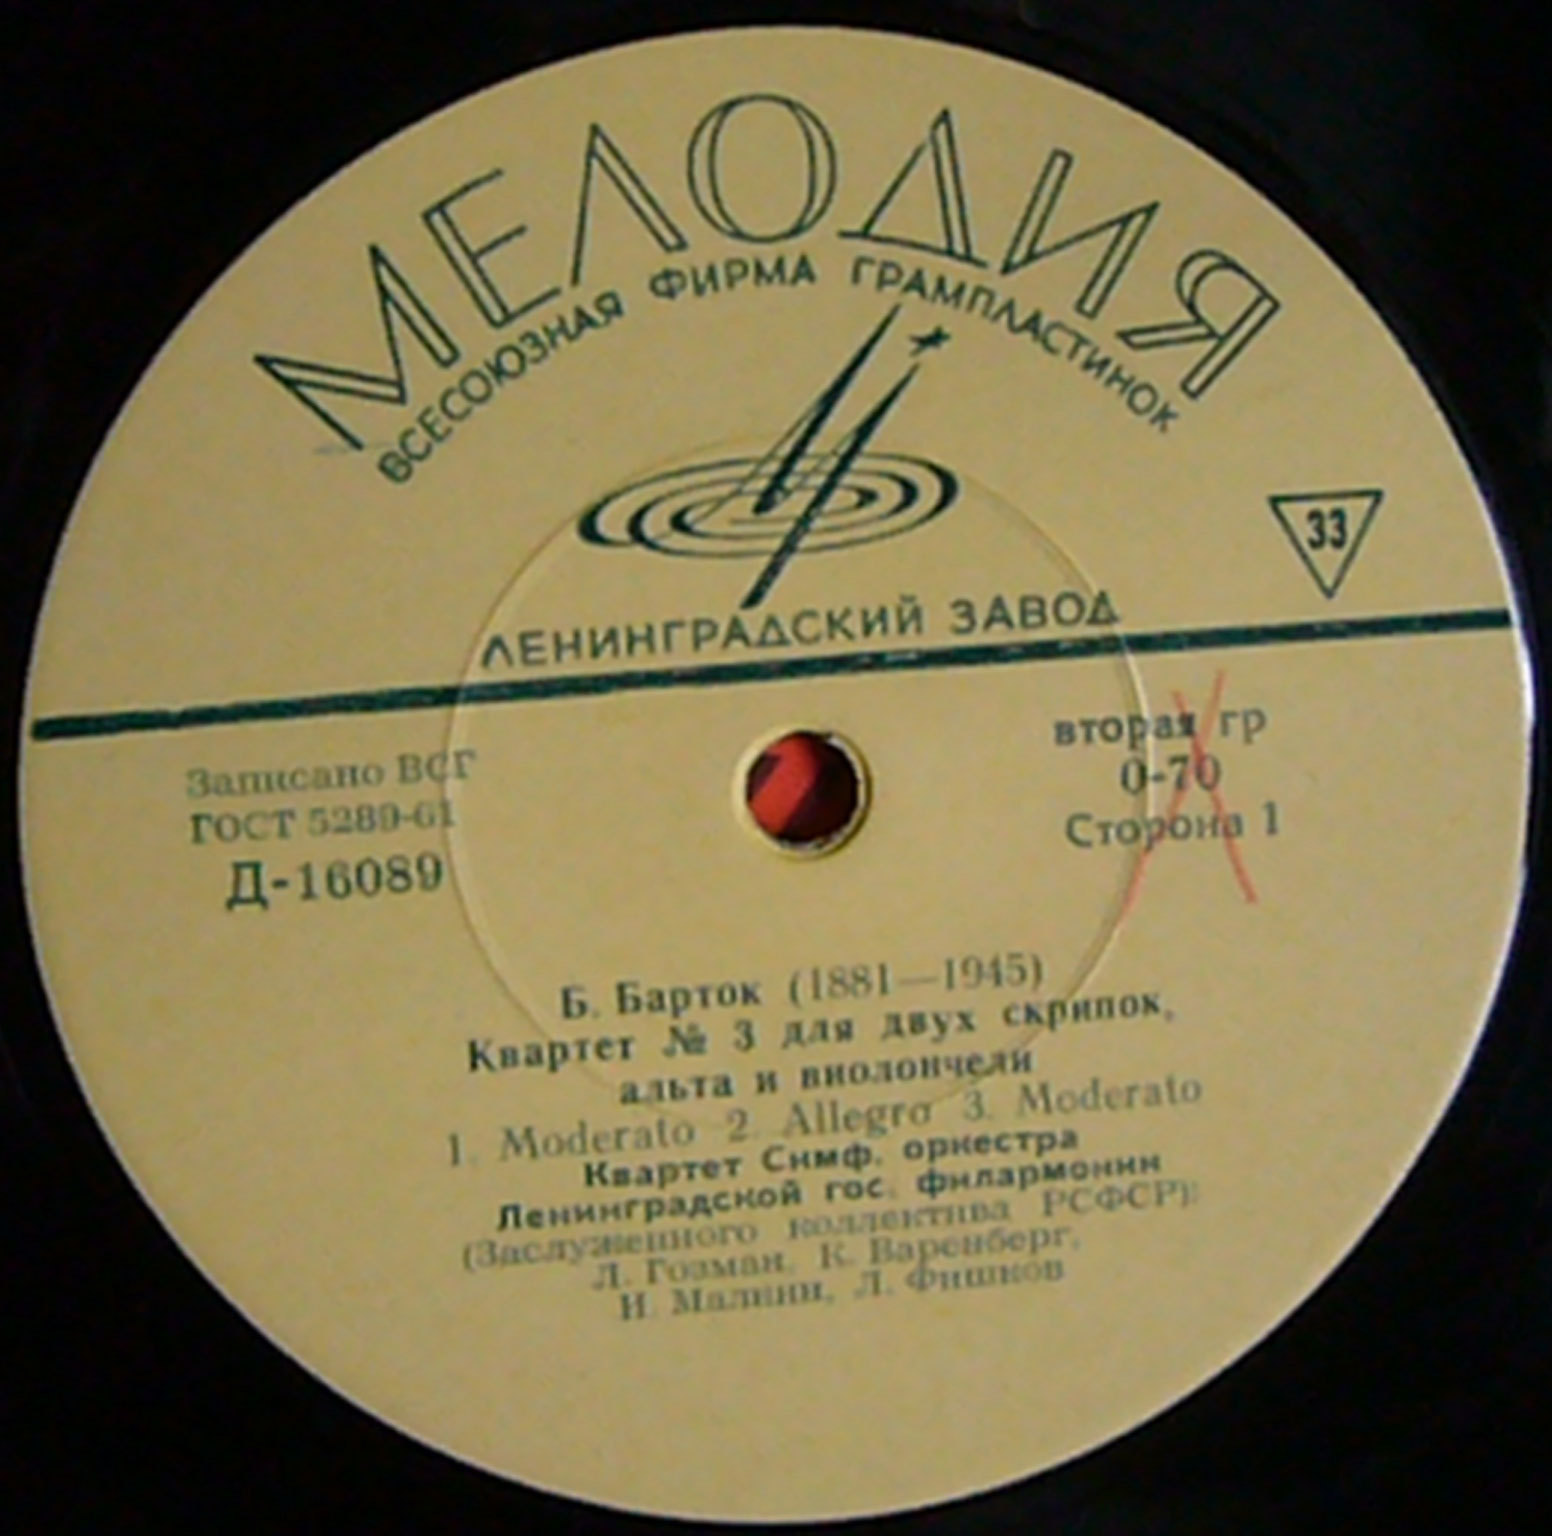 МЕЛОДИЯ
ВСЕСОЮЗНАЯ ФИРМА ГРАМПЛАСТИНОК
33
ЛЕНИНГРАДСКИЙ ЗАВОД
Записано ВСГ
ГОСТ 5289-61
Д-16089
вторая гр
0-70
Сторона 1
Б. Барток (1881—1945)
Квартет № 3 для двух скрипок,
альта и виолончели
1. Moderato 2. Allegro 3. Moderato
Квартет Симф. оркестра
Ленинградской гос. филармонии
(Заслуженного коллектива РСФСР):
Л. Гозман, К. Варенберг,
И. Малинин, Л. Фишков